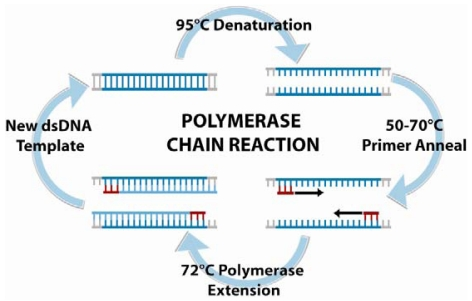 95°C Denaturation
New dsDNA
Template
POLYMERASE
CHAIN REACTION
50-70°C
Primer Anneal
72°C Polymerase
Extension